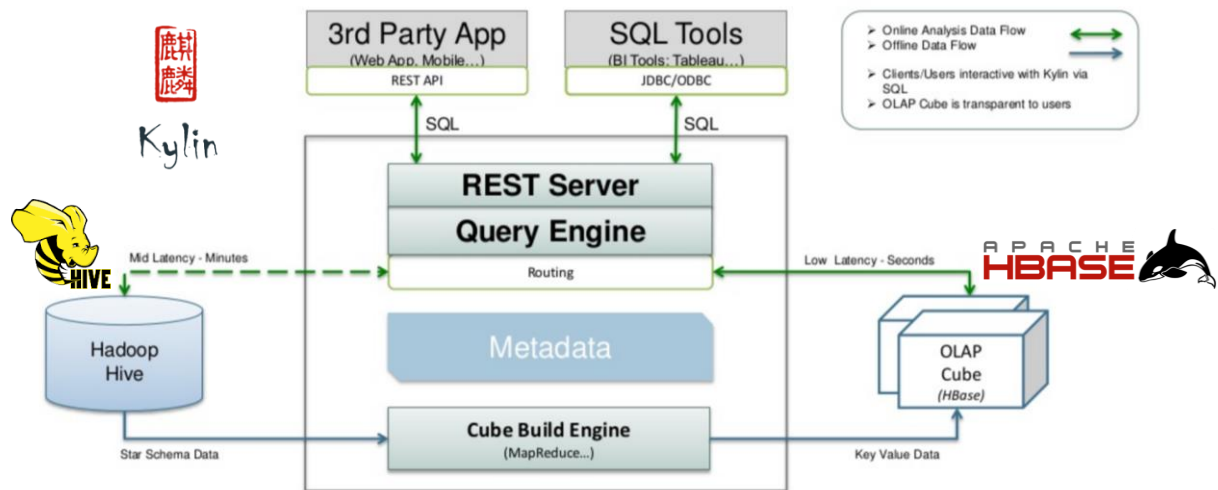 麒
麟
Kylin
3rd Party App
(Web App, Mobile...)
REST API
SQL Tools
(BI Tools: Tableau...)
JDBC/ODBC
➤ Online Analysis Data Flow
➤ Offline Data Flow
➤ Clients/Users interactive with Kylin via
SQL
➤ OLAP Cube is transparent to users
SQL
SQL
REST Server
Query Engine
Routing
Mid Latency - Minutes
Low Latency - Seconds
HIVE
APACHE
HBASE
Hadoop
Hive
Metadata
OLAP
Cube
(HBase)
Cube Build Engine
(MapReduce...)
Star Schema Data
Key Value Data